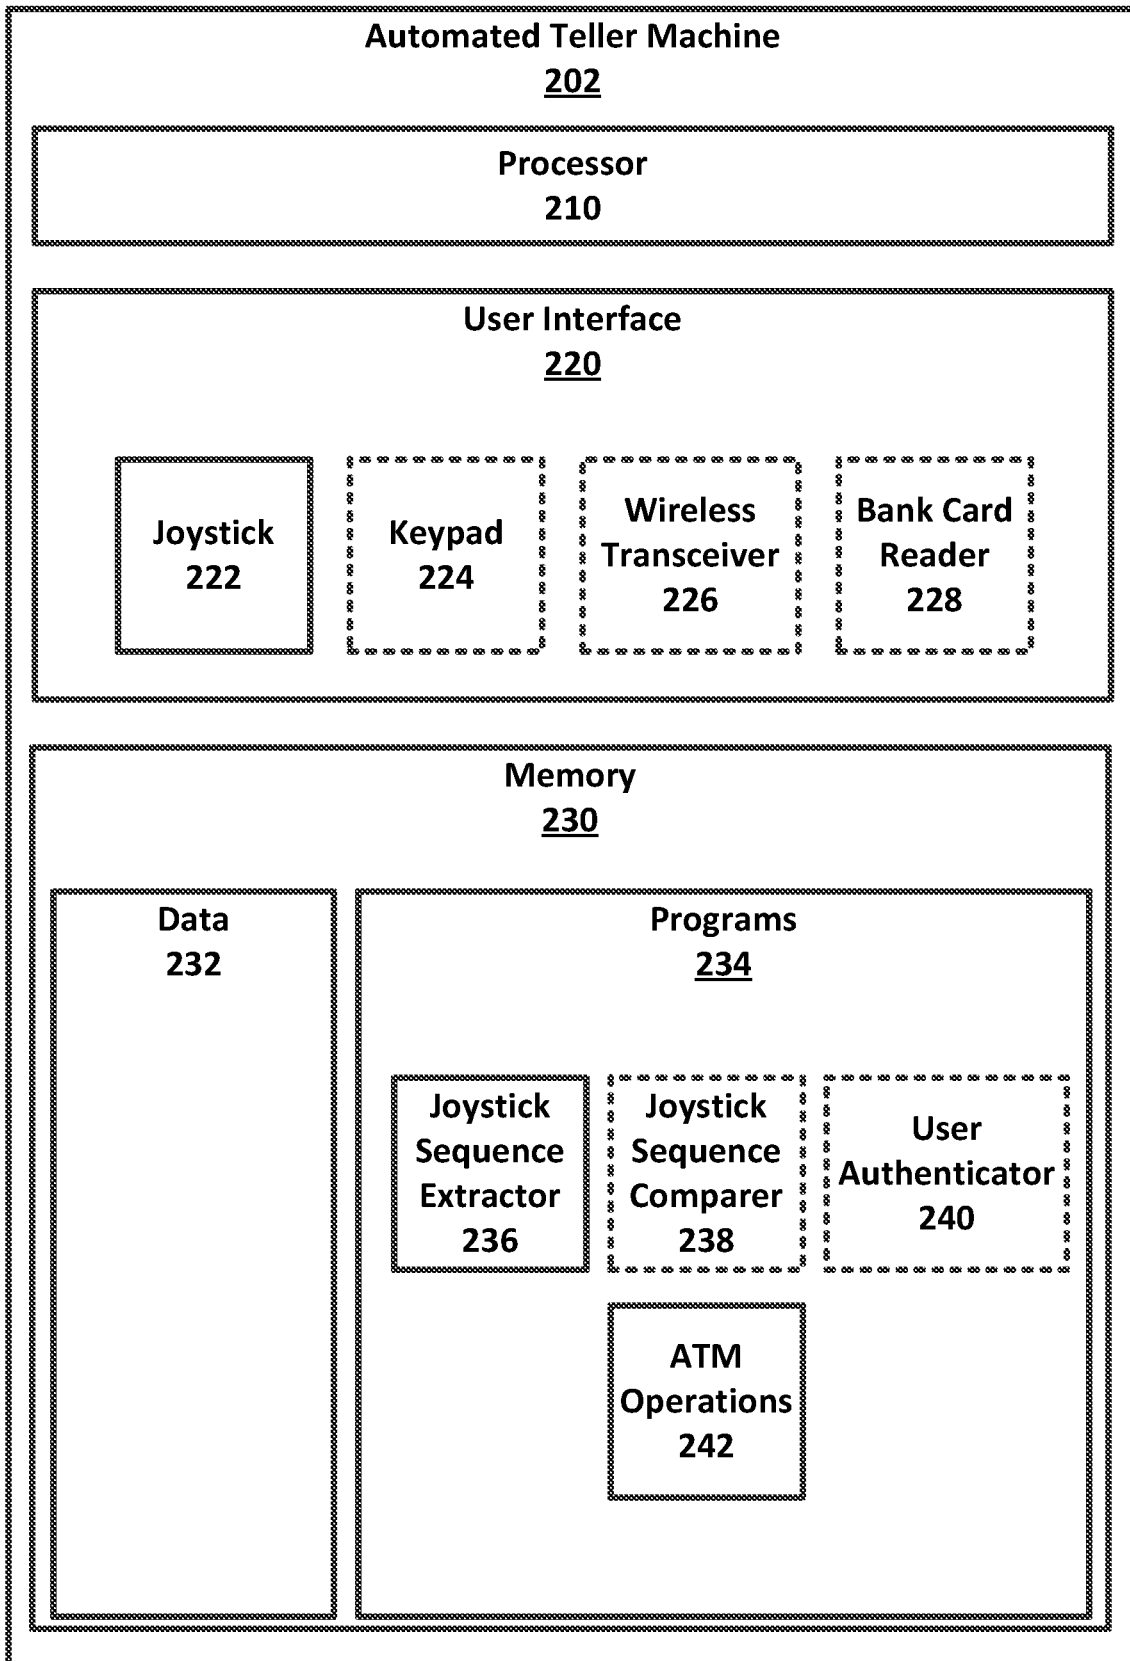 Automated Teller Machine
202
Processor
210
User Interface
220
Joystick
222
Keypad
224
Wireless
Transceiver
226
Bank Card
Reader
228
Memory
230
Data
232
Programs
234
Joystick
Sequence
Extractor
236
Joystick
Sequence
Comparer
238
User
Authenticator
240
ATM
Operations
242